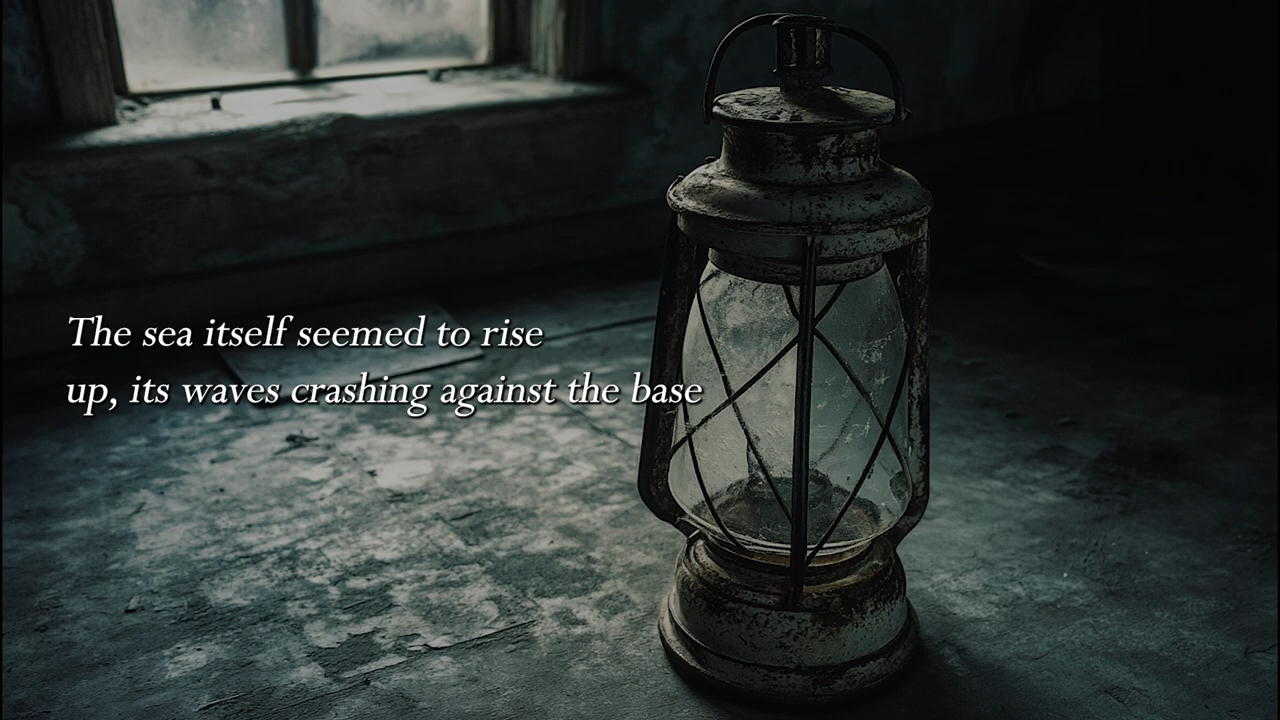 The sea itself seemed to rise
up, its waves crashing against the base